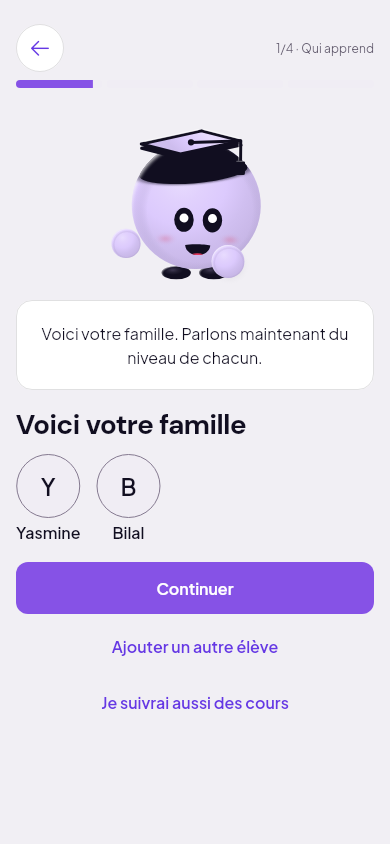 1/4 · Qui apprend
Voici votre famille. Parlons maintenant du
niveau de chacun.
Voici votre famille
Y
B
Yasmine
Bilal
Continuer
Ajouter un autre élève
Je suivrai aussi des cours